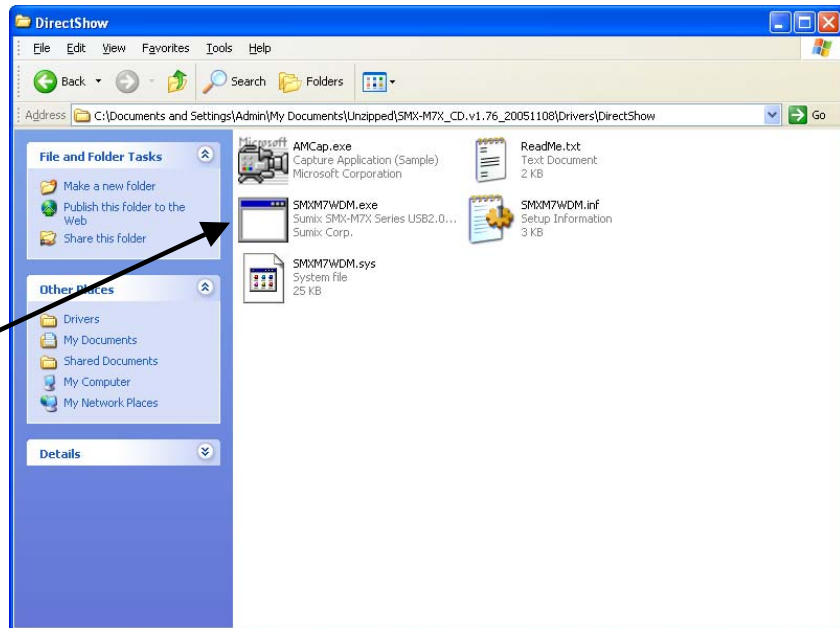 DirectShow
File Edit View Favorites Tools Help
Back Search Folders
Address C:\Documents and Settings\Admin\My Documents\Unzipped\SMX-M7X_CD.v1.76_20051108\Drivers\DirectShow Go
File and Folder Tasks
Make a new folder
Publish this folder to the
Web
Share this folder
Other Places
Drivers
My Documents
Shared Documents
My Computer
My Network Places
Details
Microsoft
AMCap.exe
Capture Application (Sample)
Microsoft Corporation
ReadMe.txt
Text Document
2 KB
SMXM7WDM.exe
Sumix SMX-M7X Series USB2.0...
Sumix Corp.
SMXM7WDM.inf
Setup Information
3 KB
SMXM7WDM.sys
System file
25 KB